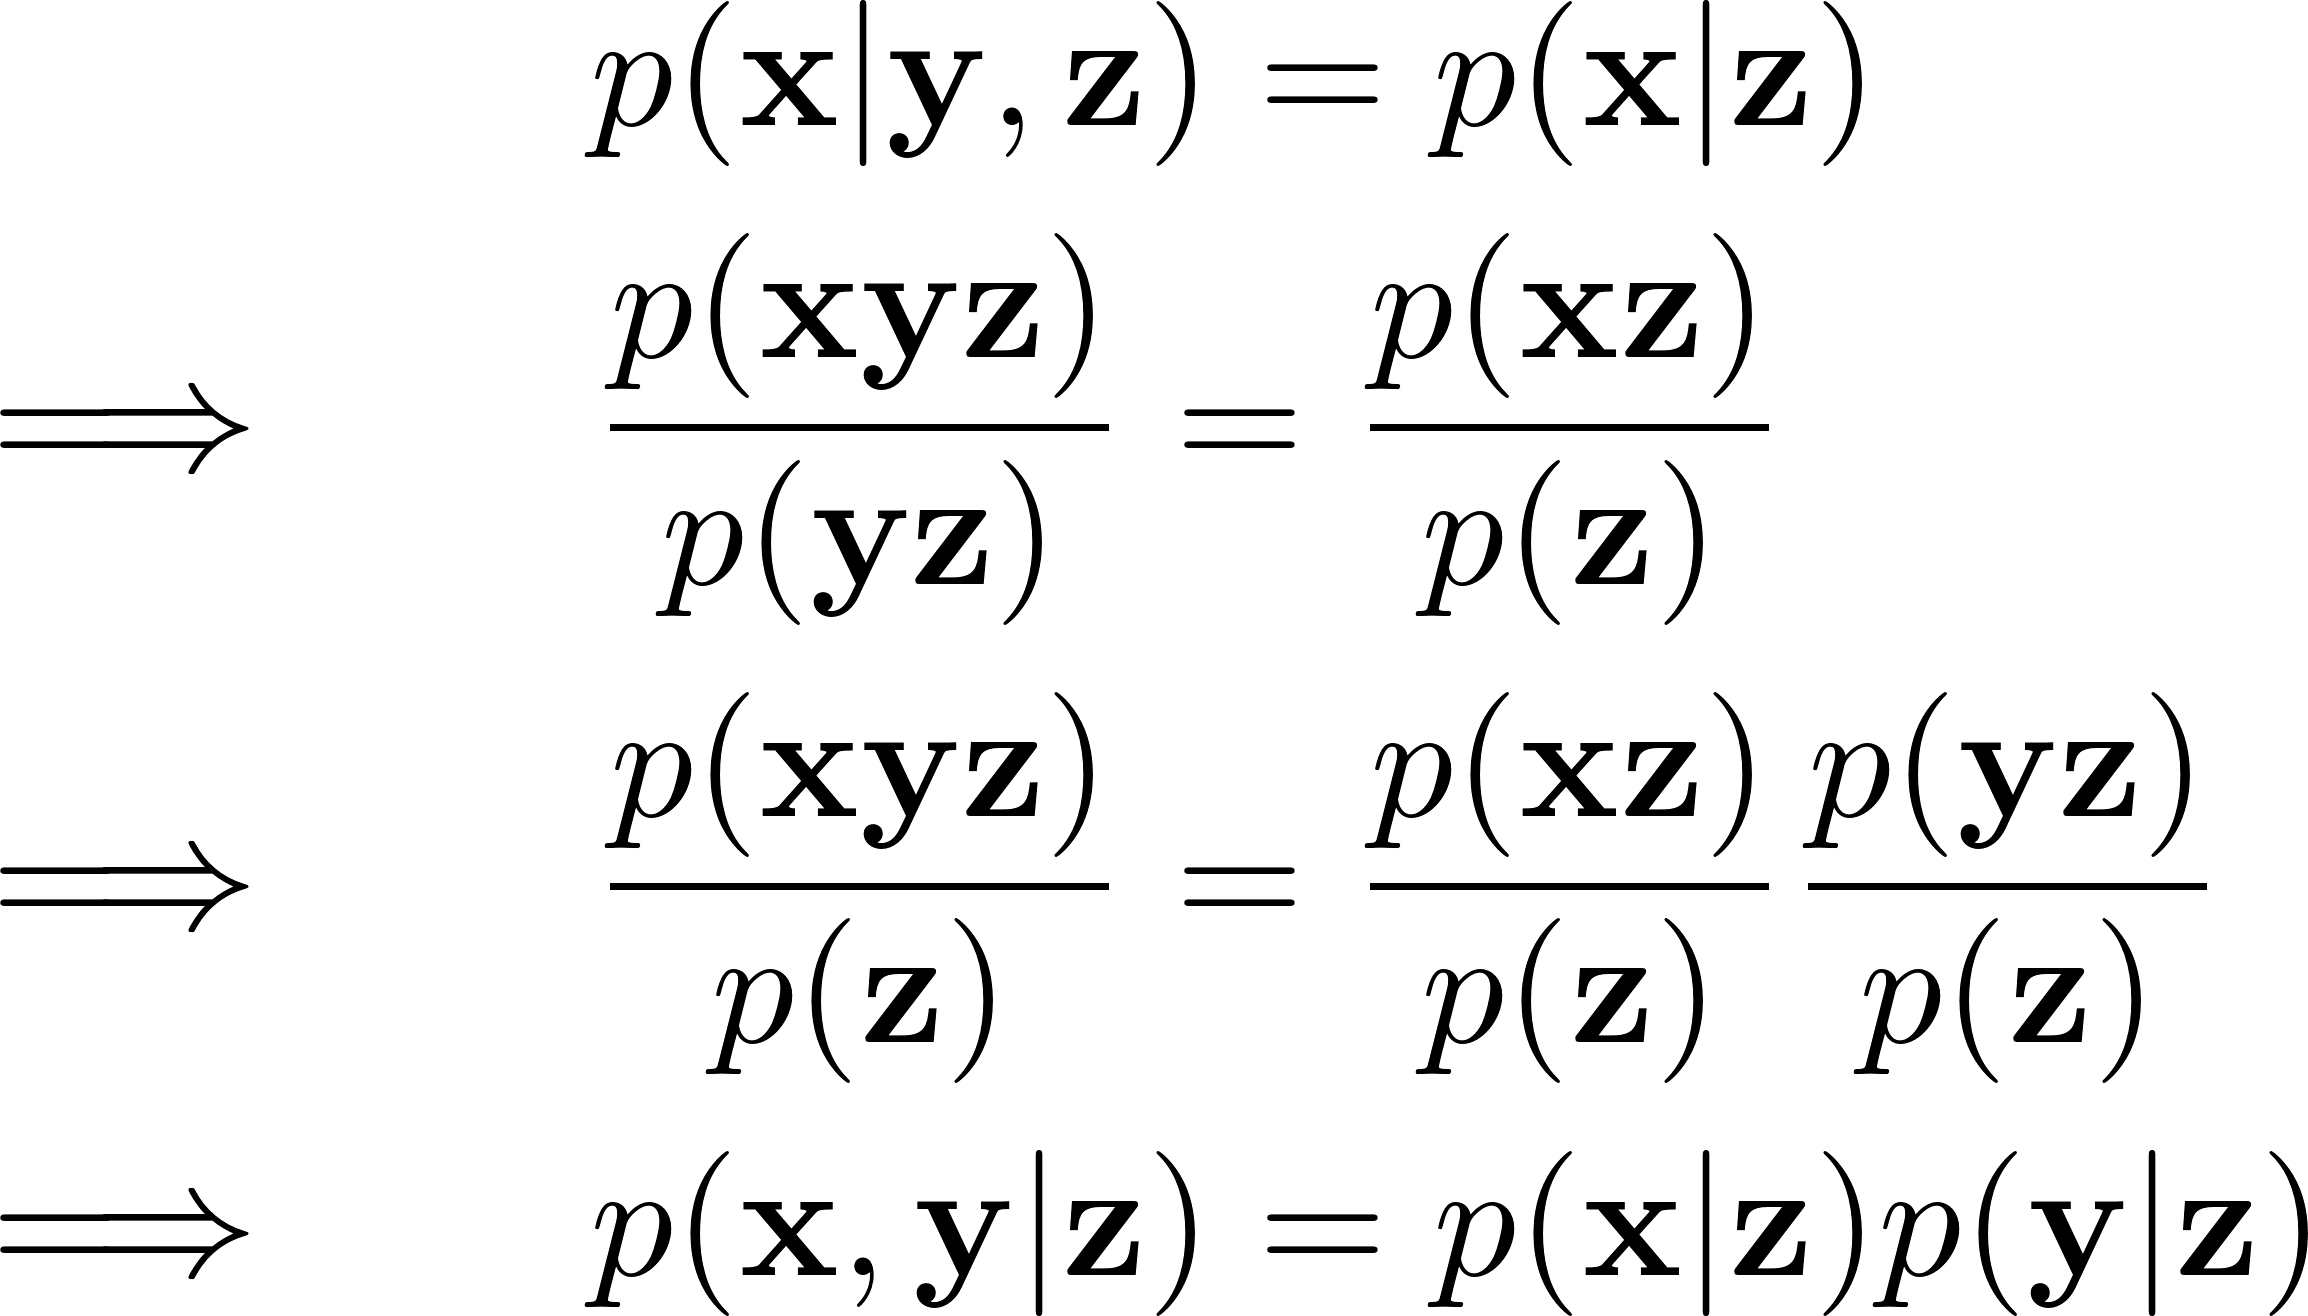 p(x|y, z) = p(x|z)
⟹ p(xyz)/p(yz) = p(xz)/p(z)
⟹ p(xyz)/p(z) = p(xz)/p(z) p(yz)/p(z)
⟹ p(x, y|z) = p(x|z)p(y|z)